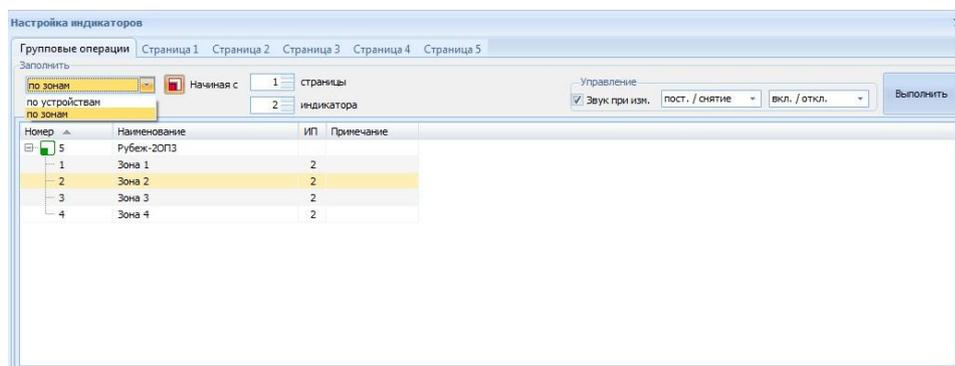 Настройка индикаторов
Групповые операции Страница 1 Страница 2 Страница 3 Страница 4 Страница 5
Заполнить
по зонам Начиная с 1 страницы
2 индикатора
по устройствам
по зонам
Управление
Звук при изм. пост. / снятие вкл. / откл.
Выполнить
Номер Наименование ИП Примечание
5 Рубеж-2ОП3
1 Зона 1 2
2 Зона 2 2
3 Зона 3 2
4 Зона 4 2